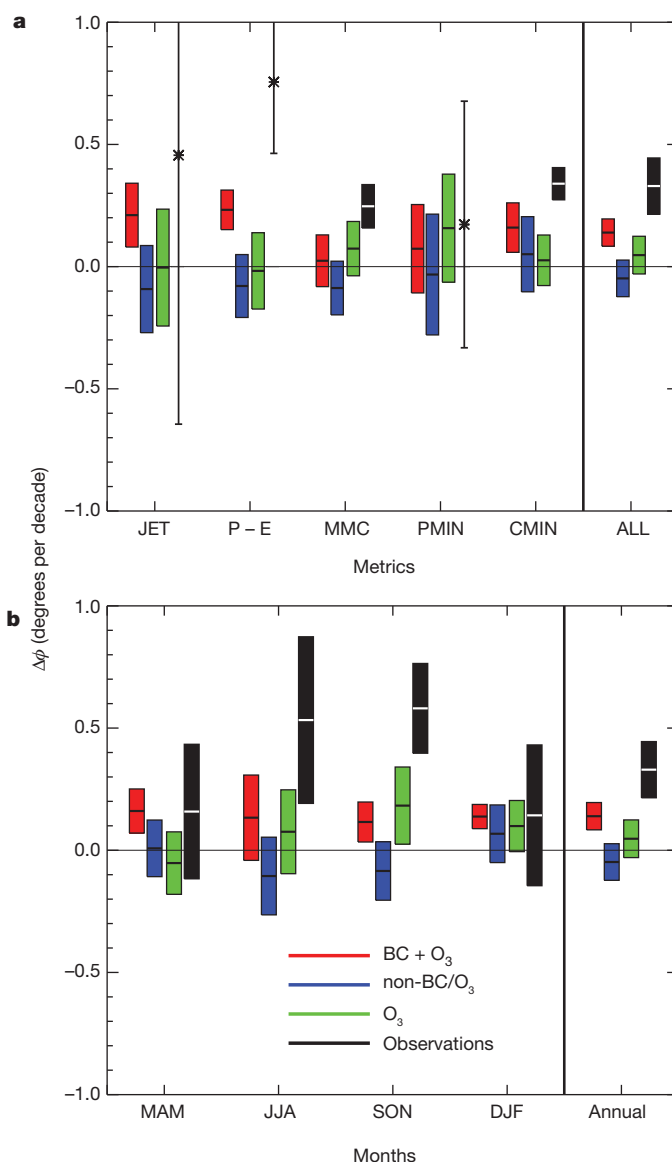 a
1.0
0.5
0.0
−0.5
−1.0
JET P – E MMC PMIN CMIN ALL
Metrics
Δϕ (degrees per decade)
b
1.0
0.5
0.0
−0.5
−1.0
BC + O₃
non-BC/O₃
O₃
Observations
MAM JJA SON DJF Annual
Months